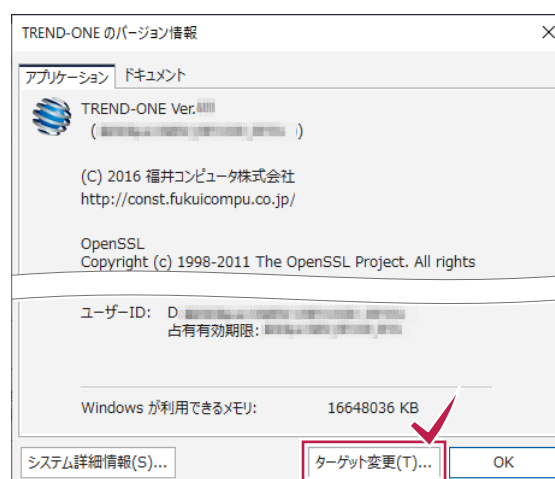 TREND-ONE のバージョン情報
アプリケーション ドキュメント
TREND-ONE Ver.
( )
(C) 2016 福井コンピュータ株式会社
http://const.fukuicompu.co.jp/
OpenSSL
Copyright (c) 1998-2011 The OpenSSL Project. All rights
ユーザーID: D
占有有効期限:
Windows が利用できるメモリ: 16648036 KB
システム詳細情報(S)... ターゲット変更(T)... OK